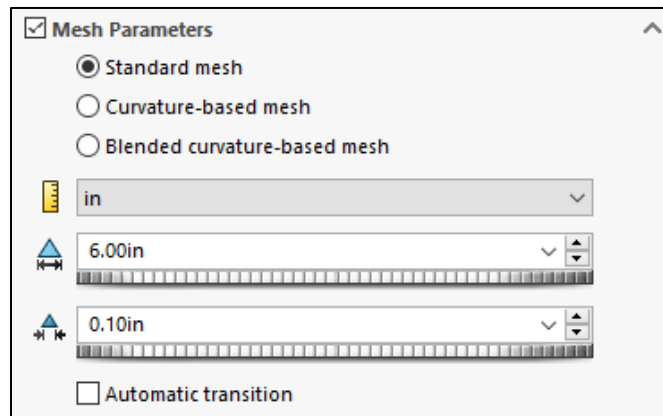 Mesh Parameters
Standard mesh
Curvature-based mesh
Blended curvature-based mesh
in
6.00in
0.10in
Automatic transition